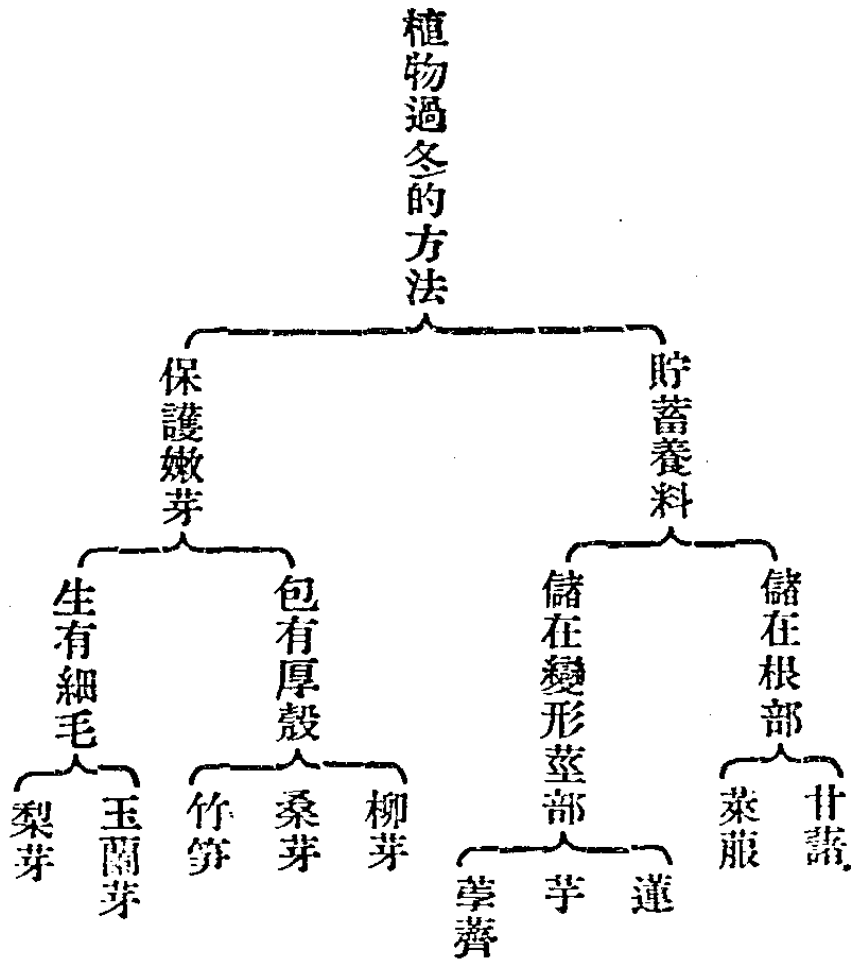 植物過冬的方法
貯蓄養料
儲在根部
甘藷
萊菔
儲在變形莖部
蓮
芋
荸薺
保護嫩芽
包有厚殼
柳芽
桑芽
竹筍
生有細毛
玉蘭芽
梨芽